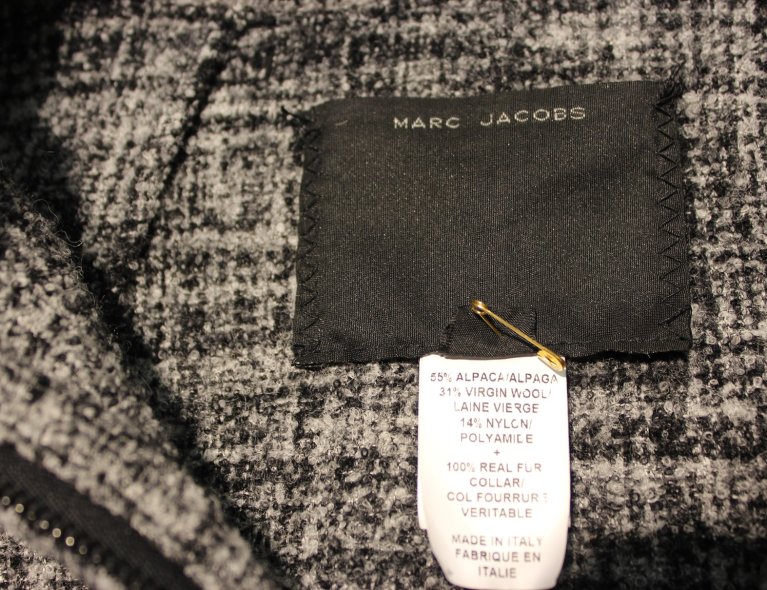 MARC JACOBS
55% ALPACA/ALPAGA
31% VIRGIN WOOL/
LAINE VIERGE
14% NYLON/
POLYAMIDE
+
100% REAL FUR
COLLAR/
COL FOURRURE
VERITABLE
MADE IN ITALY
FABRIQUE EN
ITALIE